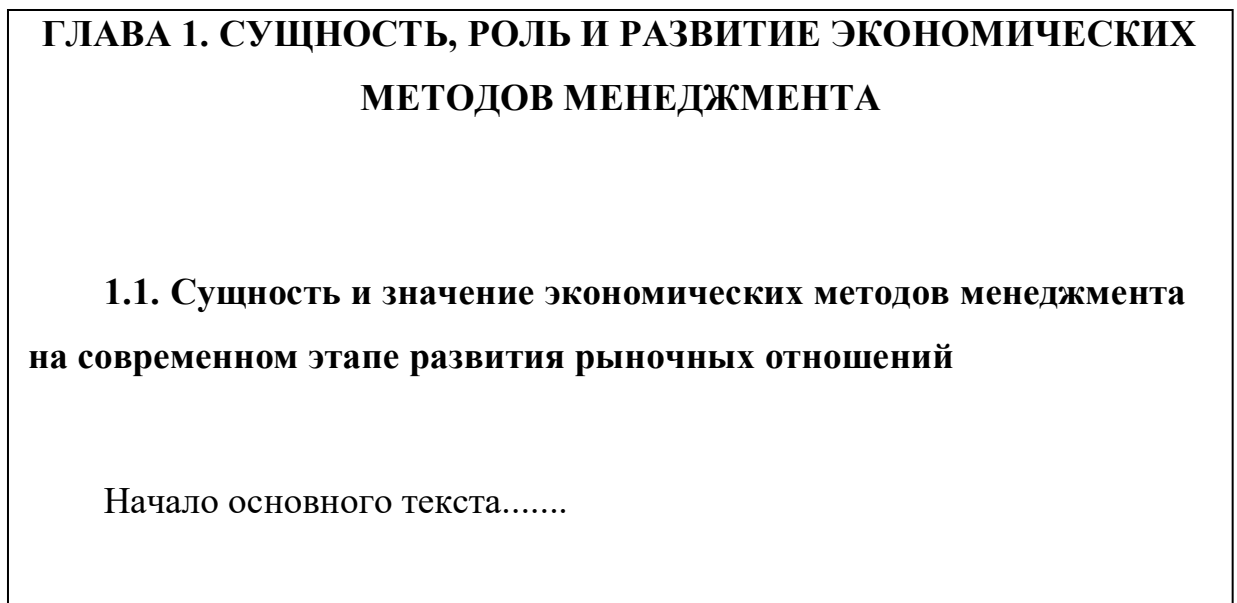 ГЛАВА 1. СУЩНОСТЬ, РОЛЬ И РАЗВИТИЕ ЭКОНОМИЧЕСКИХ
МЕТОДОВ МЕНЕДЖМЕНТА
1.1. Сущность и значение экономических методов менеджмента
на современном этапе развития рыночных отношений
Начало основного текста.......